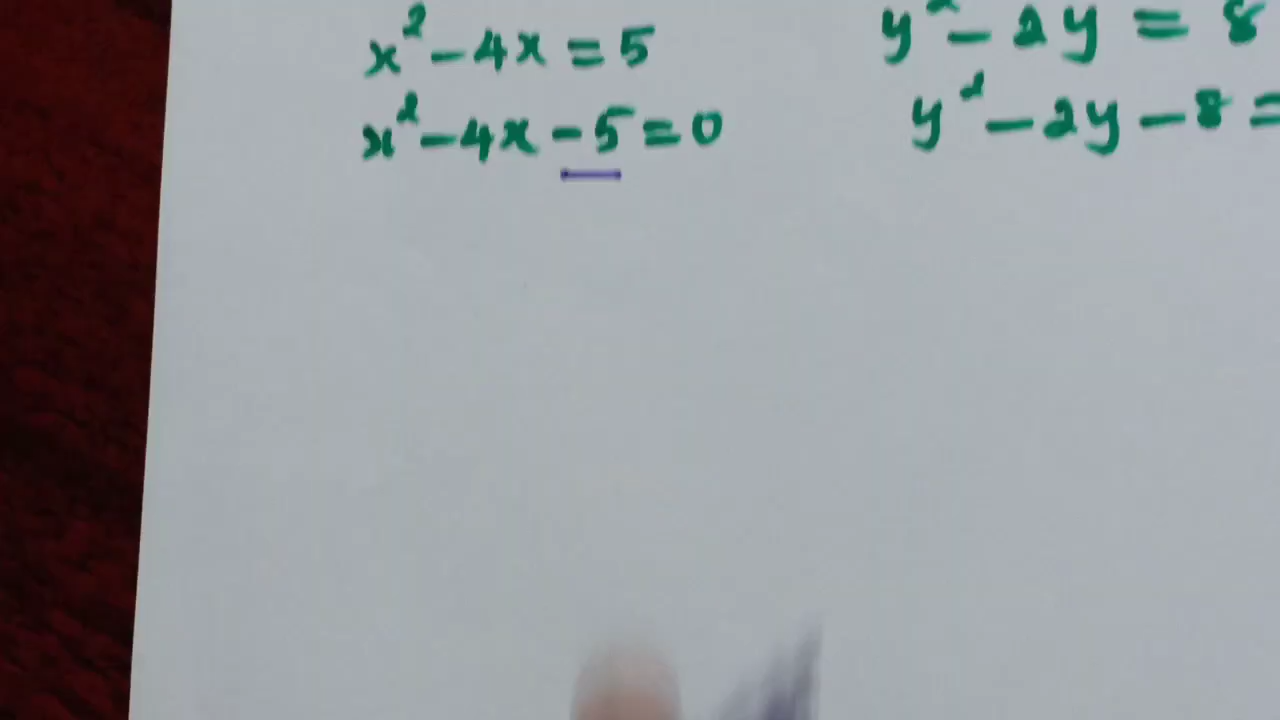 x² - 4x = 5
x² - 4x - 5 = 0
y² - 2y = 8
y² - 2y - 8 =